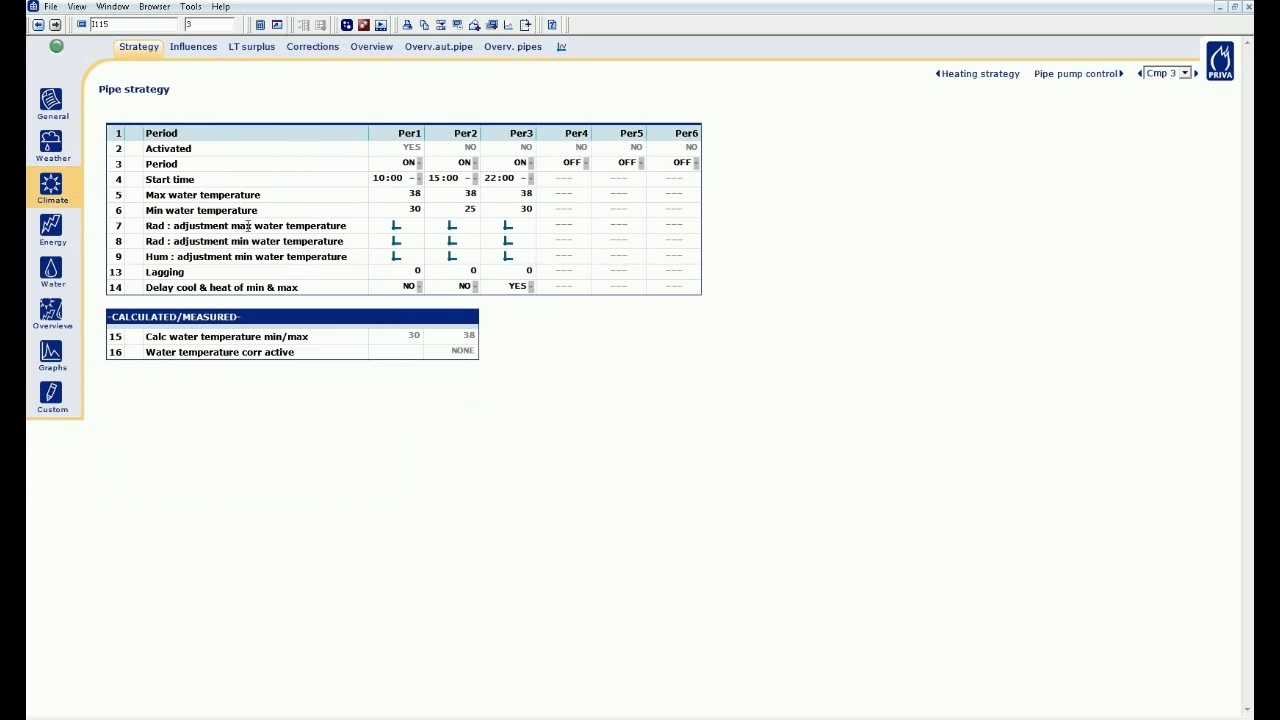 File View Window Browser Tools Help
I115 3
Strategy Influences LT surplus Corrections Overview Overv.aut.pipe Overv. pipes
Heating strategy Pipe pump control Cmp 3
PRIVA
Pipe strategy
General
Weather
Climate
Energy
Water
Overviews
Graphs
Custom
1 Period Per1 Per2 Per3 Per4 Per5 Per6
2 Activated YES NO NO NO NO NO
3 Period ON ON ON OFF OFF OFF
4 Start time 10:00 – 15:00 – 22:00 – --- --- ---
5 Max water temperature 38 38 38 --- --- ---
6 Min water temperature 30 25 30 --- --- ---
7 Rad : adjustment max water temperature --- --- ---
8 Rad : adjustment min water temperature --- --- ---
9 Hum : adjustment min water temperature --- --- ---
13 Lagging 0 0 0 --- --- ---
14 Delay cool & heat of min & max NO NO YES --- --- ---
-CALCULATED/MEASURED-
15 Calc water temperature min/max 30 38
16 Water temperature corr active NONE